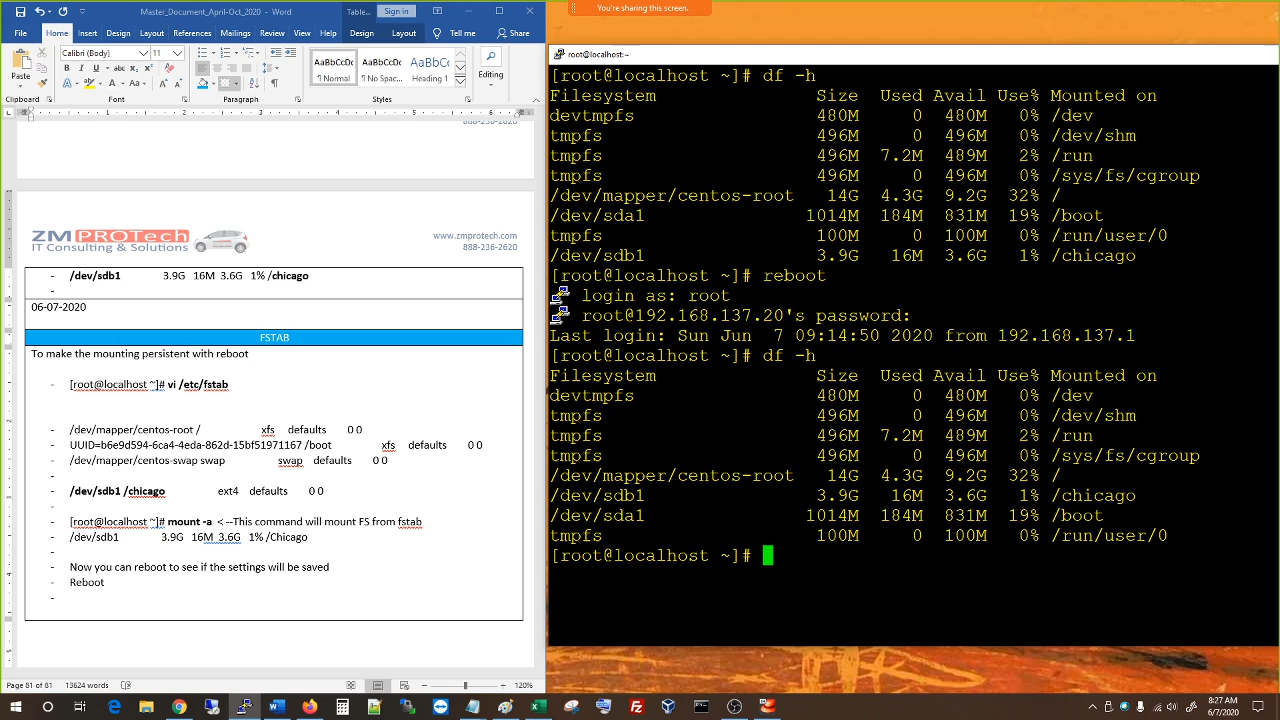 Master_Document_April-Oct_2020 - Word
Table...
Sign in
You're sharing this screen.
File Home Insert Layout References Mailings Review View Design Layout Tell me Share
Paste
Calibri (Body) 11
B I U abc x₂ x²
AaBbCcDc AaBbCcDc AaBbCc
¶ Normal ¶ No Spac... Heading 1
Editing
Clipboard Font Paragraph Styles
888-236-2620
ZM PROTech
IT Consulting & Solutions
www.zmprotech.com
888-236-2620
- /dev/sdb1 3.9G 16M 3.6G 1% /chicago
-
06-07-2020
FSTAB
To make the mounting persistent with reboot
- [root@localhost ~]# vi /etc/fstab
-
- /dev/mapper/centos-root / xfs defaults 0 0
- UUID=b6e9d594-6ca4-4eda-862d-15bf51971167 /boot xfs defaults 0 0
- /dev/mapper/centos-swap swap swap defaults 0 0
-
- /dev/sdb1 /chicago ext4 defaults 0 0
-
- [root@localhost ~]# mount -a < --This command will mount FS from fstab
- /dev/sdb1 3.9G 16M 3.6G 1% /Chicago
-
- Now you can reboot to see if the settings will be saved
- Reboot
-
Page 81 of 81 13624 words 120%
root@localhost:~
[root@localhost ~]# df -h
Filesystem Size Used Avail Use% Mounted on
devtmpfs 480M 0 480M 0% /dev
tmpfs 496M 0 496M 0% /dev/shm
tmpfs 496M 7.2M 489M 2% /run
tmpfs 496M 0 496M 0% /sys/fs/cgroup
/dev/mapper/centos-root 14G 4.3G 9.2G 32% /
/dev/sda1 1014M 184M 831M 19% /boot
tmpfs 100M 0 100M 0% /run/user/0
/dev/sdb1 3.9G 16M 3.6G 1% /chicago
[root@localhost ~]# reboot
login as: root
root@192.168.137.20's password:
Last login: Sun Jun 7 09:14:50 2020 from 192.168.137.1
[root@localhost ~]# df -h
Filesystem Size Used Avail Use% Mounted on
devtmpfs 480M 0 480M 0% /dev
tmpfs 496M 0 496M 0% /dev/shm
tmpfs 496M 7.2M 489M 2% /run
tmpfs 496M 0 496M 0% /sys/fs/cgroup
/dev/mapper/centos-root 14G 4.3G 9.2G 32% /
/dev/sdb1 3.9G 16M 3.6G 1% /chicago
/dev/sda1 1014M 184M 831M 19% /boot
tmpfs 100M 0 100M 0% /run/user/0
[root@localhost ~]#
8:27 AM
6/7/2020